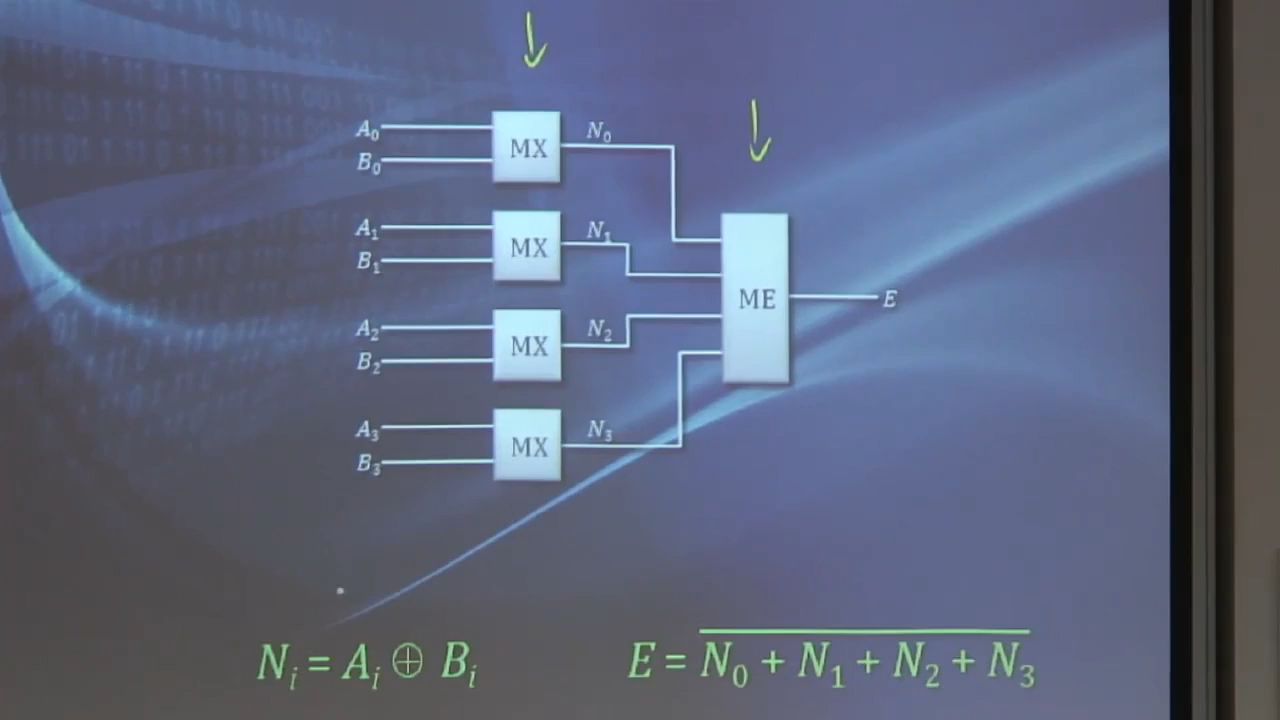 A₀
B₀
MX
N₀
A₁
B₁
MX
N₁
A₂
B₂
MX
N₂
A₃
B₃
MX
N₃
ME
E
Nᵢ = Aᵢ ⊕ Bᵢ
E = \overline{N₀ + N₁ + N₂ + N₃}